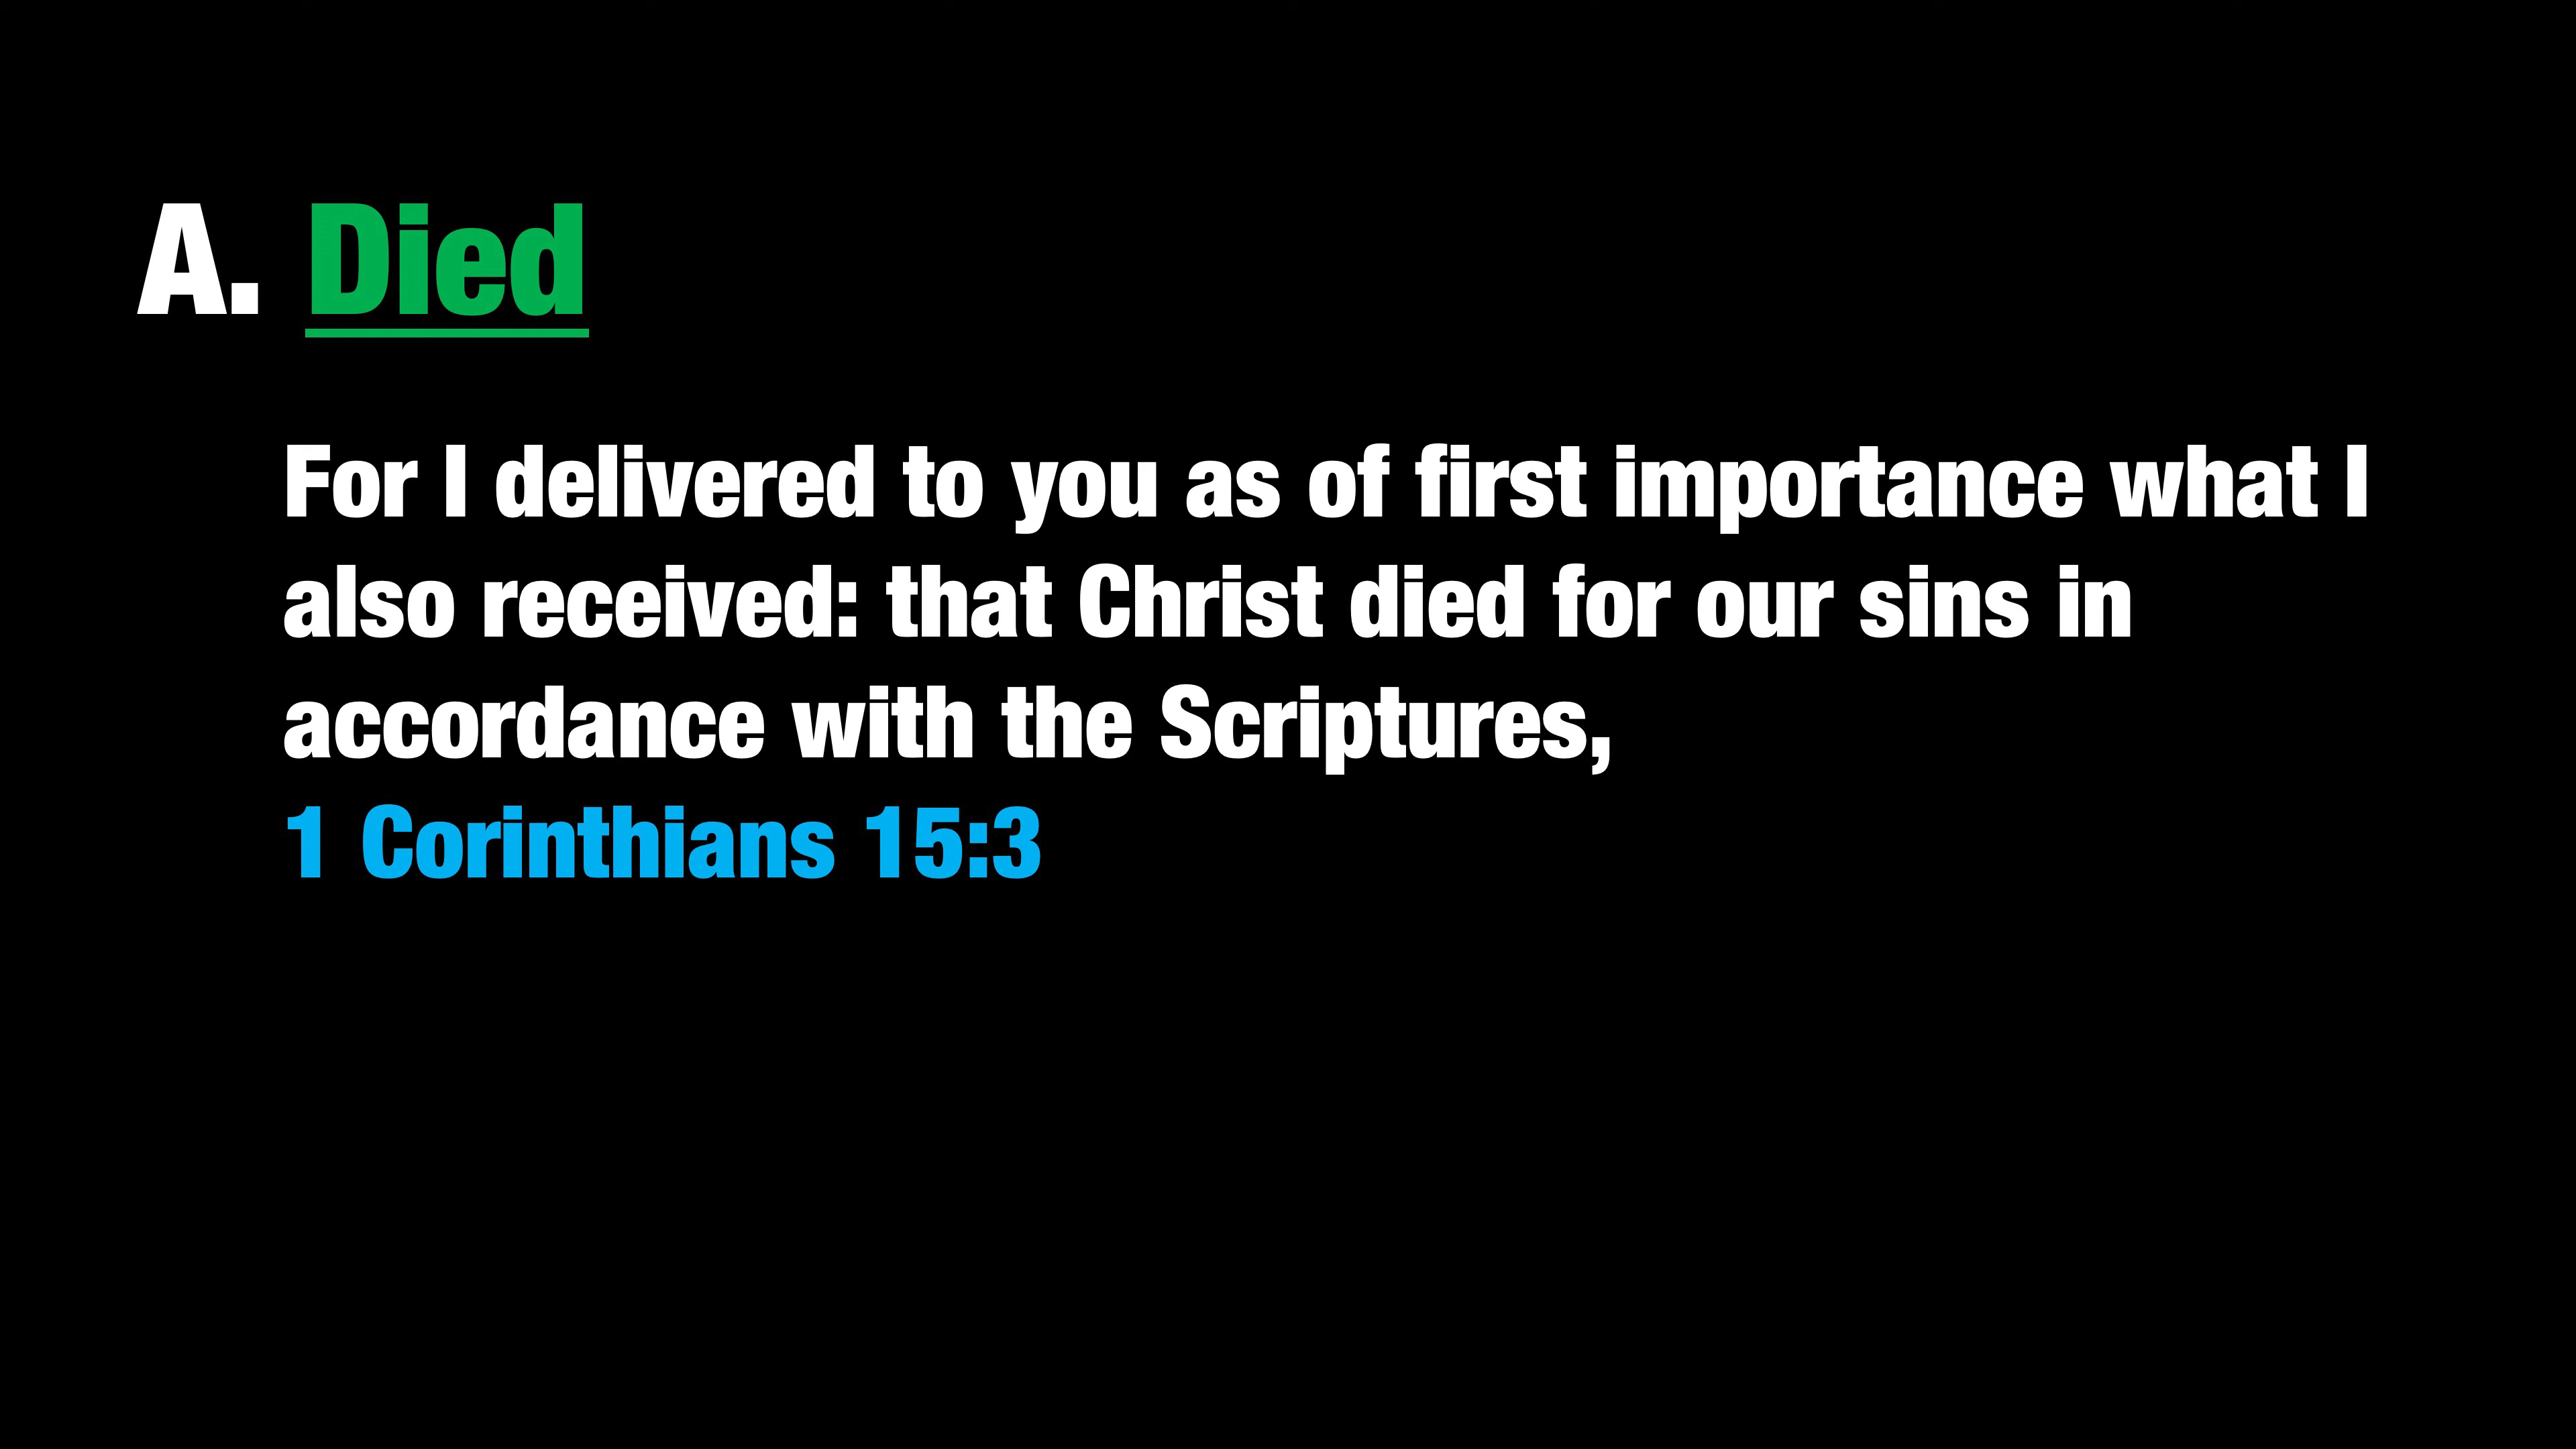 A. Died
For I delivered to you as of first importance what I
also received: that Christ died for our sins in
accordance with the Scriptures,
1 Corinthians 15:3